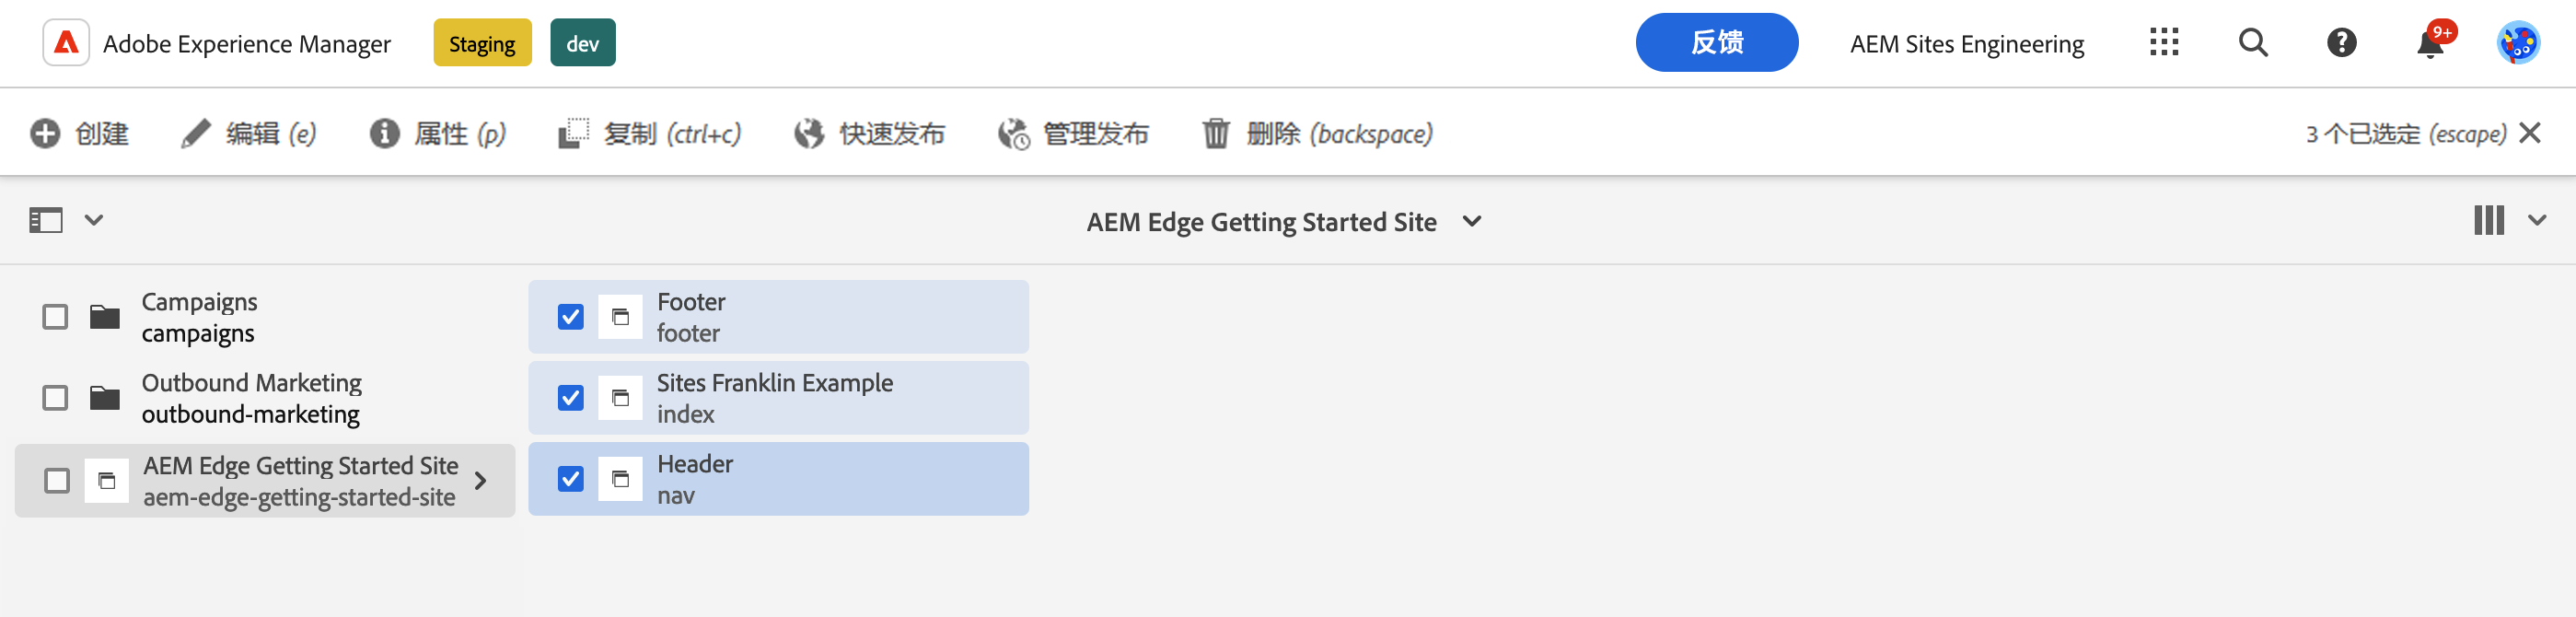 Adobe Experience Manager Staging dev 反馈 AEM Sites Engineering 9+
创建 编辑 (e) 属性 (p) 复制 (ctrl+c) 快速发布 管理发布 删除 (backspace) 3 个已选定 (escape)
AEM Edge Getting Started Site
Campaigns
campaigns
Outbound Marketing
outbound-marketing
AEM Edge Getting Started Site
aem-edge-getting-started-site
Footer
footer
Sites Franklin Example
index
Header
nav